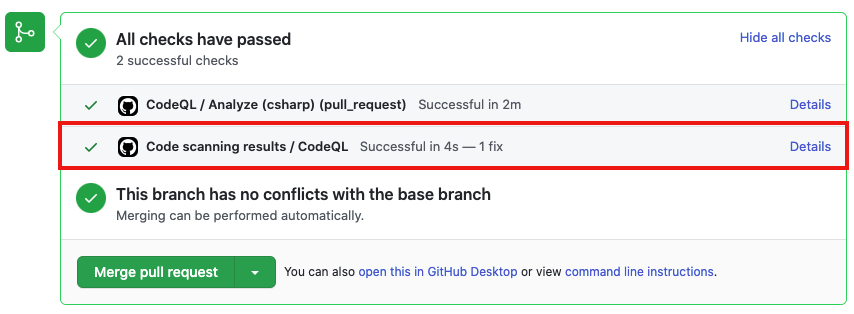 All checks have passed
Hide all checks
2 successful checks
CodeQL / Analyze (csharp) (pull_request) Successful in 2m Details
Code scanning results / CodeQL Successful in 4s — 1 fix Details
This branch has no conflicts with the base branch
Merging can be performed automatically.
Merge pull request You can also open this in GitHub Desktop or view command line instructions.